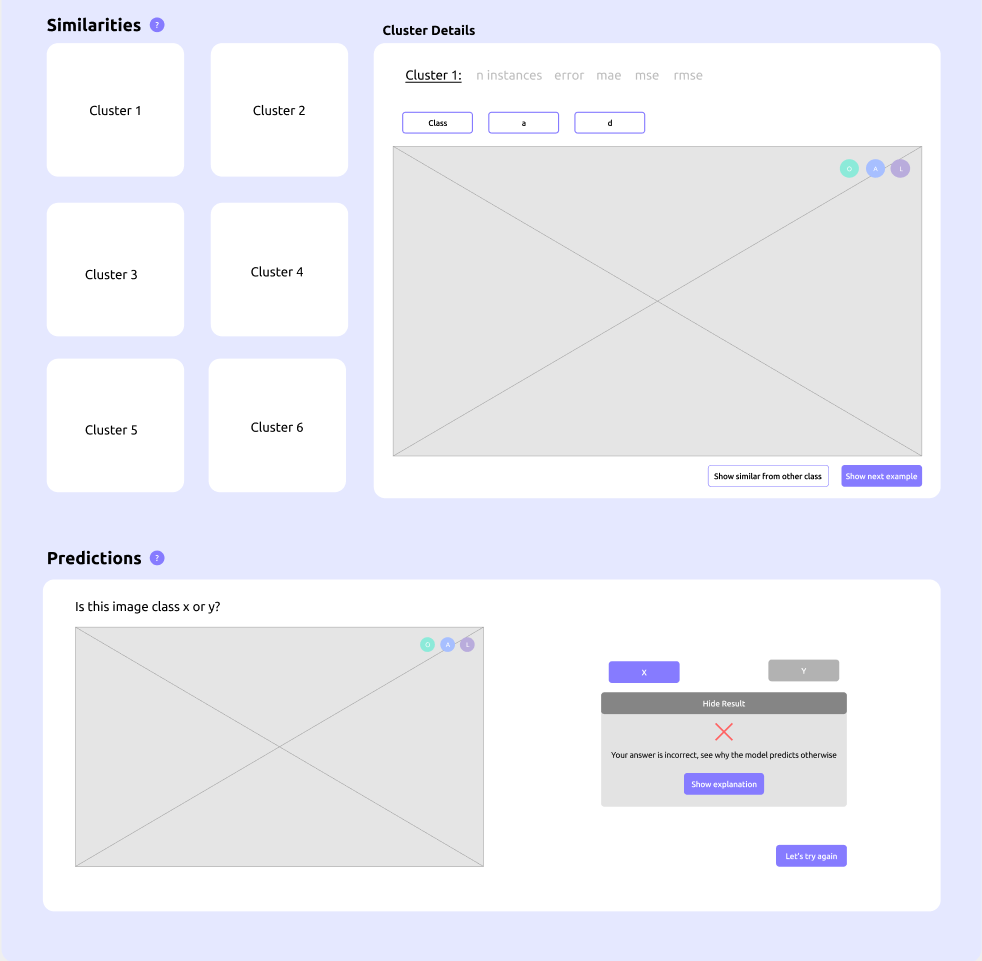 Similarities ?
Cluster 1
Cluster 2
Cluster 3
Cluster 4
Cluster 5
Cluster 6
Cluster Details
Cluster 1: n instances error mae mse rmse
Class a d
O A L
Show similar from other class Show next example
Predictions ?
Is this image class x or y?
O A L
X Y
Hide Result
Your answer is incorrect, see why the model predicts otherwise
Show explanation
Let's try again